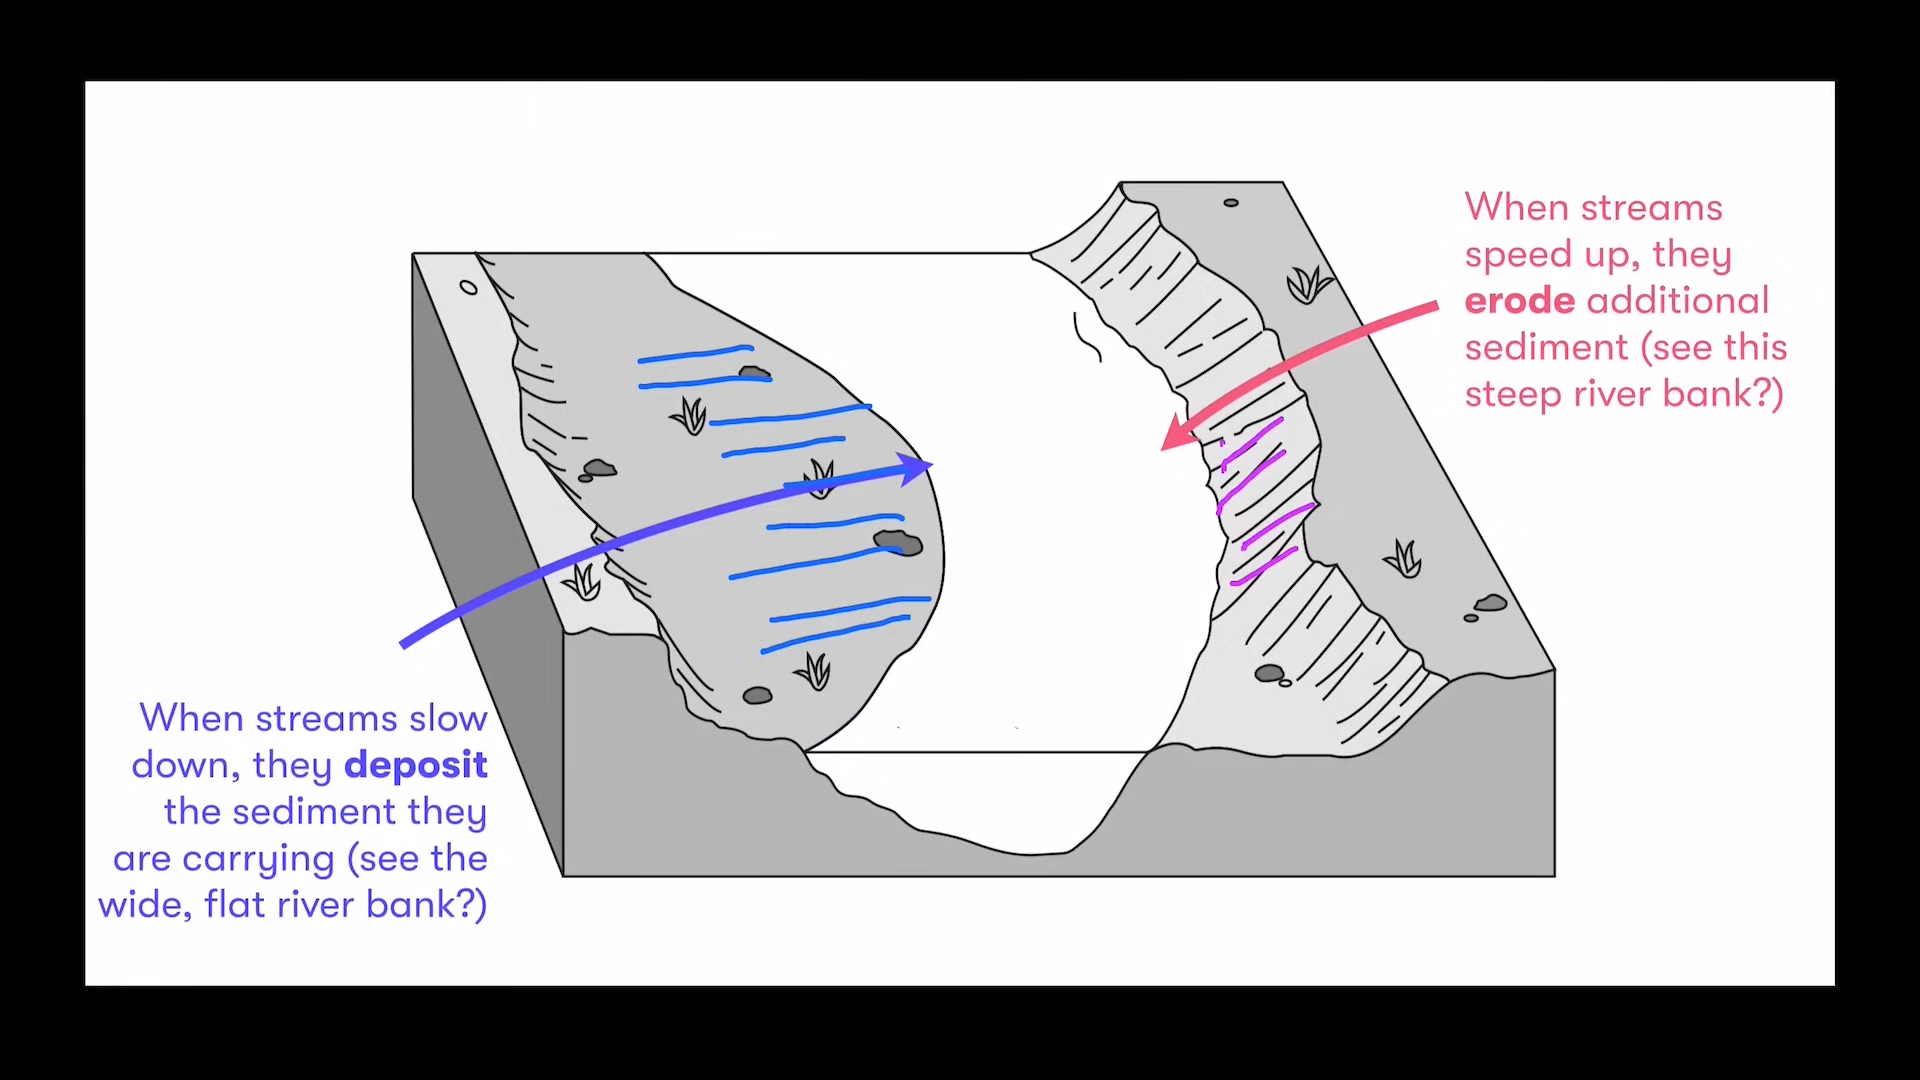 When streams
speed up, they
erode additional
sediment (see this
steep river bank?)
When streams slow
down, they deposit
the sediment they
are carrying (see the
wide, flat river bank?)